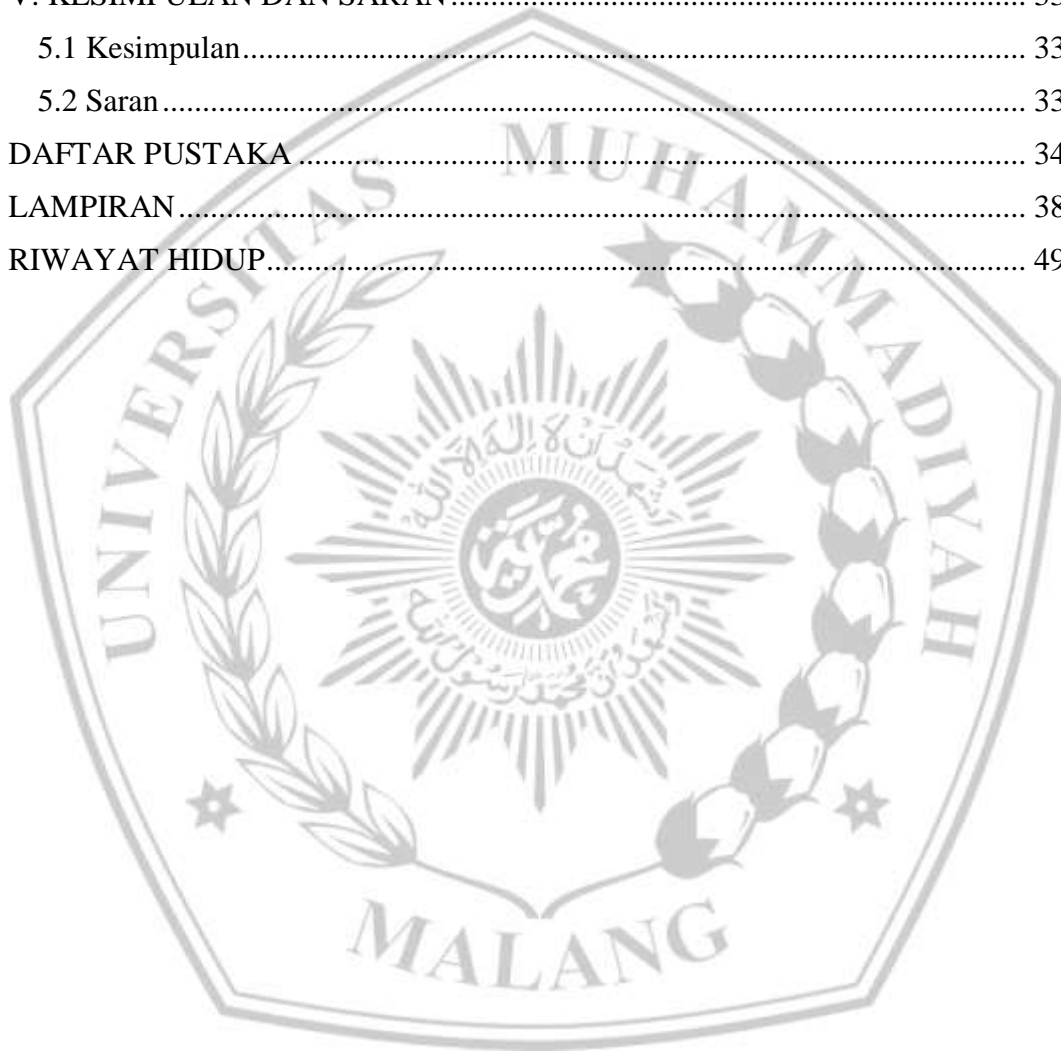 V. KESIMPULAN DAN SARAN ........ 33
5.1 Kesimpulan ........ 33
5.2 Saran ........ 33
DAFTAR PUSTAKA ........ 34
LAMPIRAN ........ 38
RIWAYAT HIDUP ........ 49
UNIVERSITAS MUHAMMADIYAH
MALANG